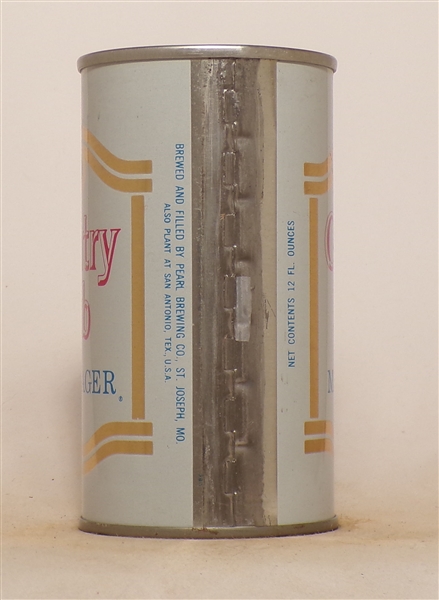 try
GER®
BREWED AND FILLED BY PEARL BREWING CO., ST. JOSEPH, MO.
ALSO PLANT AT SAN ANTONIO, TEX., U.S.A.
NET CONTENTS 12 FL. OUNCES